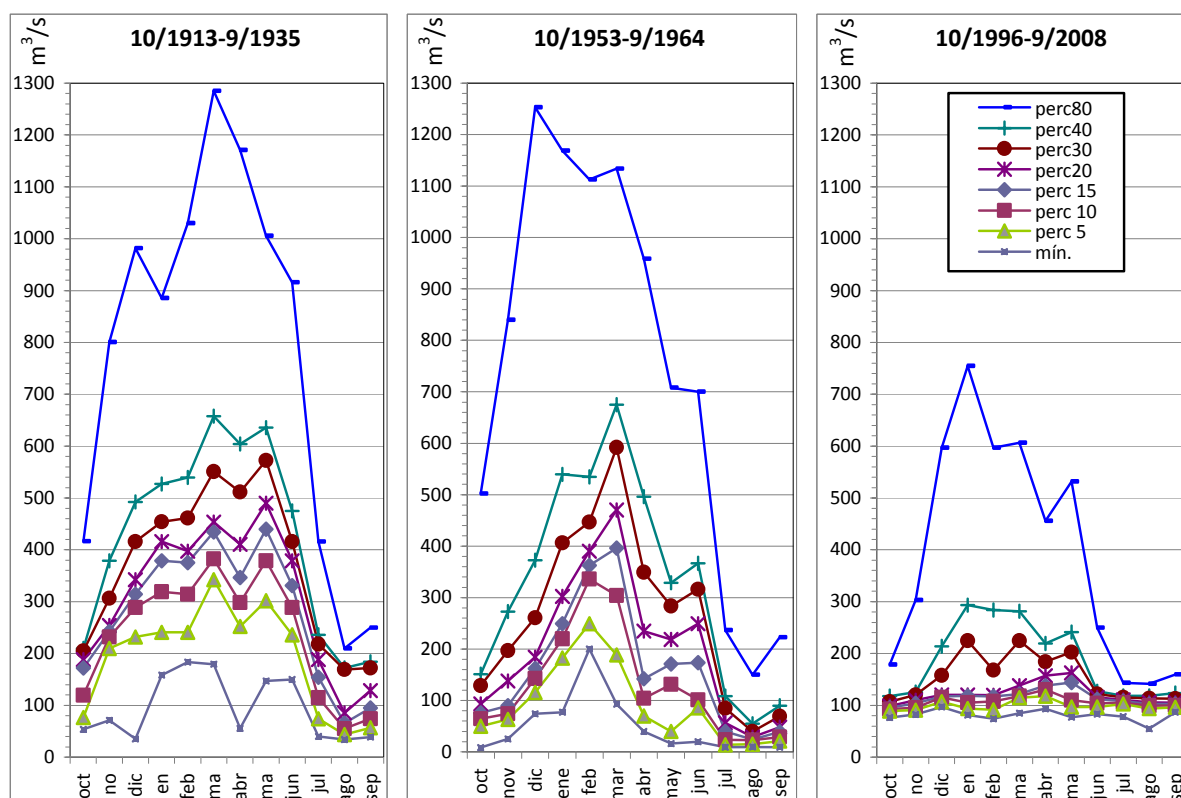 m³/s
10/1913-9/1935
1300
1200
1100
1000
900
800
700
600
500
400
300
200
100
0
oct
no
dic
en
feb
ma
abr
ma
jun
jul
ago
sep
m³/s
10/1953-9/1964
1300
1200
1100
1000
900
800
700
600
500
400
300
200
100
0
oct
nov
dic
ene
feb
mar
abr
may
jun
jul
ago
sep
m³/s
10/1996-9/2008
1300
1200
1100
1000
900
800
700
600
500
400
300
200
100
0
perc80
perc40
perc30
perc20
perc 15
perc 10
perc 5
mín.
oct
no
dic
en
feb
ma
abr
ma
jun
jul
ago
sep